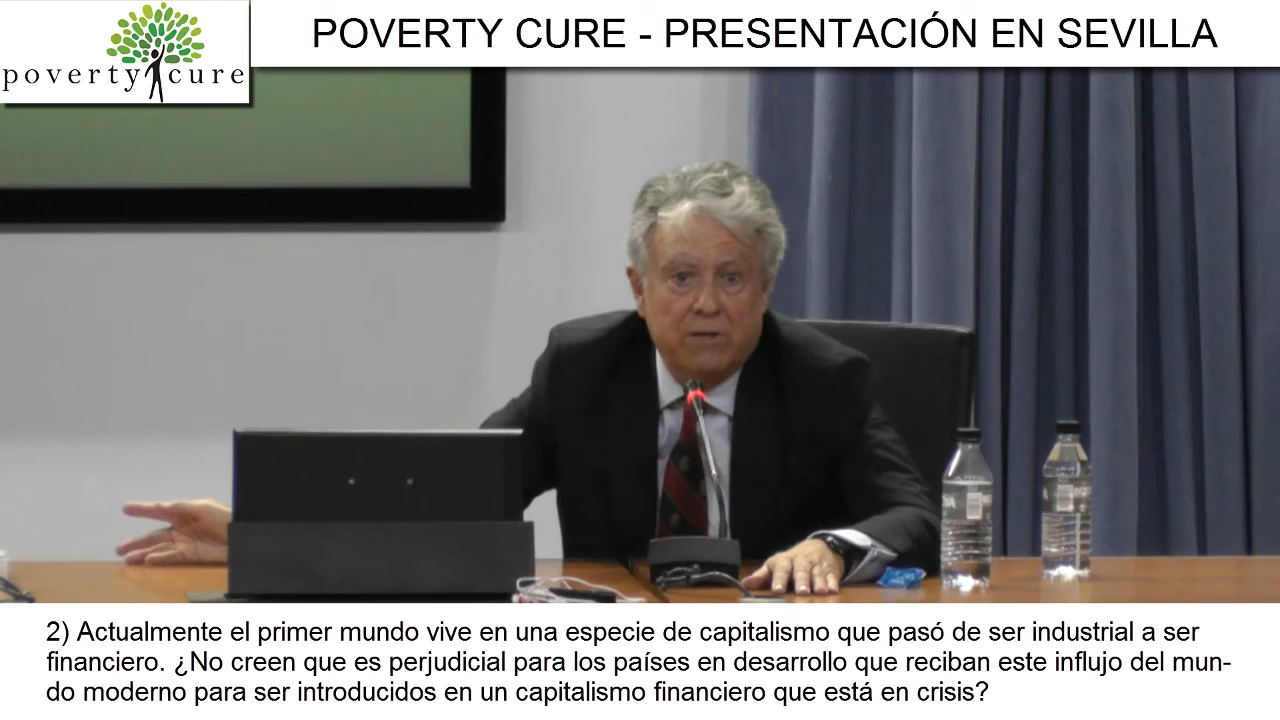 POVERTY CURE - PRESENTACIÓN EN SEVILLA
poverty cure
2) Actualmente el primer mundo vive en una especie de capitalismo que pasó de ser industrial a ser
financiero. ¿No creen que es perjudicial para los países en desarrollo que reciban este influjo del mun-
do moderno para ser introducidos en un capitalismo financiero que está en crisis?